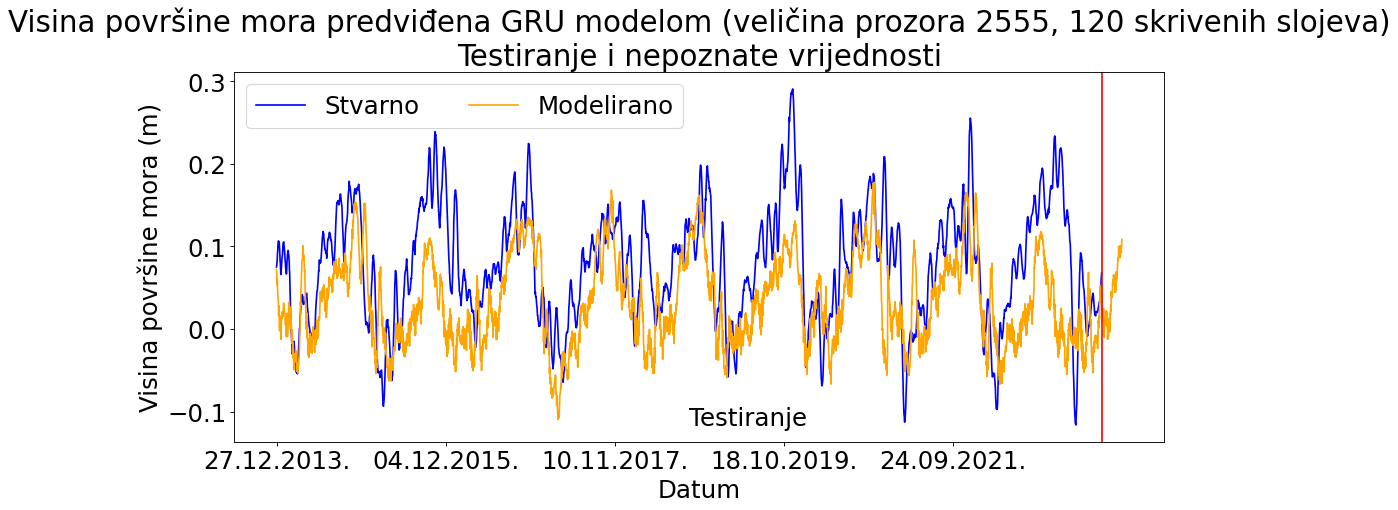 Visina površine mora predviđena GRU modelom (veličina prozora 2555, 120 skrivenih slojeva)
Testiranje i nepoznate vrijednosti
Stvarno Modelirano
Visina površine mora (m)
0.3
0.2
0.1
0.0
−0.1
Testiranje
27.12.2013. 04.12.2015. 10.11.2017. 18.10.2019. 24.09.2021.
Datum